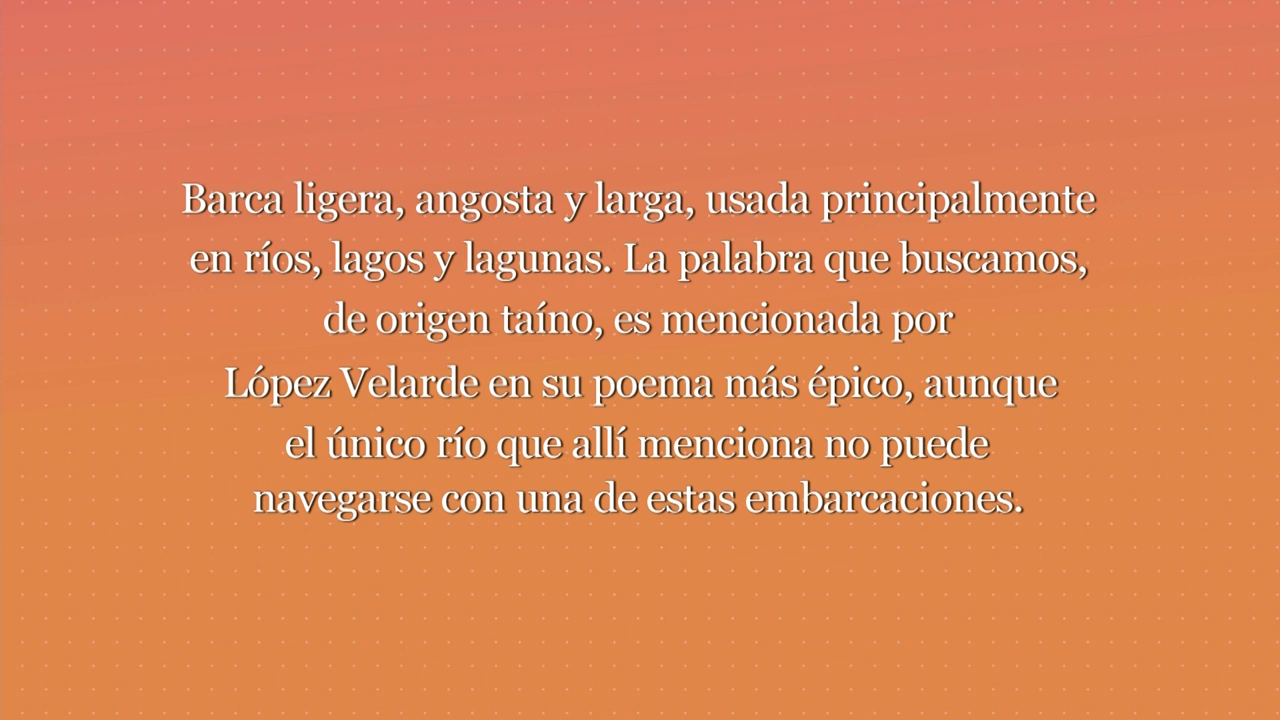 Barca ligera, angosta y larga, usada principalmente
en ríos, lagos y lagunas. La palabra que buscamos,
de origen taíno, es mencionada por
López Velarde en su poema más épico, aunque
el único río que allí menciona no puede
navegarse con una de estas embarcaciones.